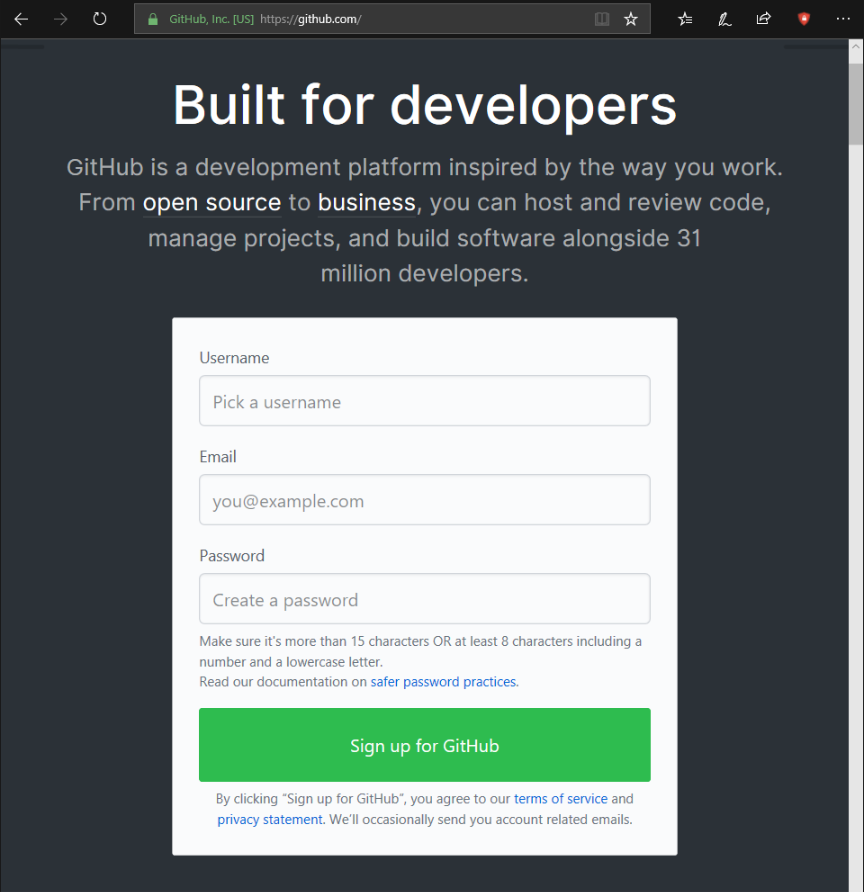 GitHub, Inc. [US] https://github.com/
Built for developers
GitHub is a development platform inspired by the way you work.
From open source to business, you can host and review code,
manage projects, and build software alongside 31
million developers.
Username
Pick a username
Email
you@example.com
Password
Create a password
Make sure it's more than 15 characters OR at least 8 characters including a
number and a lowercase letter.
Read our documentation on safer password practices.
Sign up for GitHub
By clicking “Sign up for GitHub”, you agree to our terms of service and
privacy statement. We’ll occasionally send you account related emails.